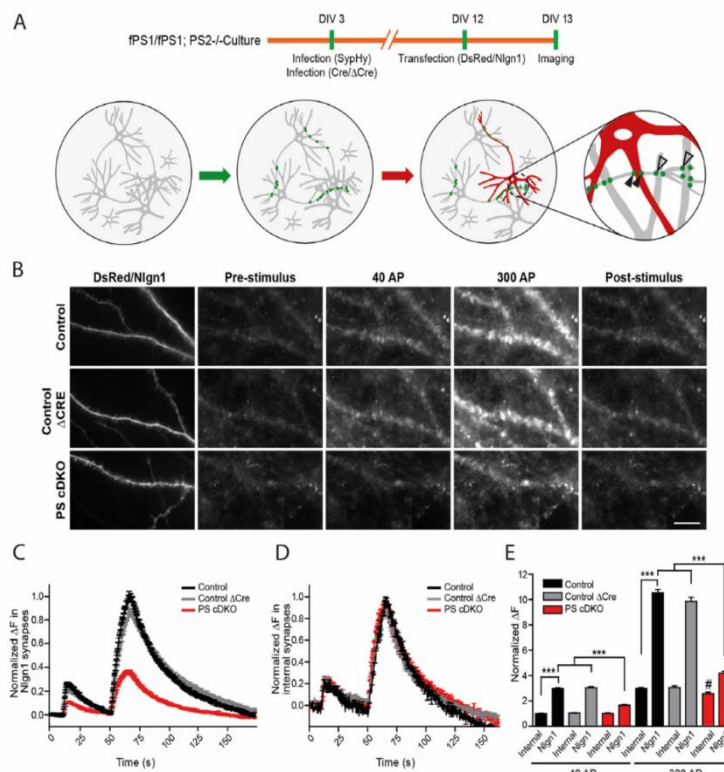 A
DIV 3 DIV 12 DIV 13
fPS1/fPS1; PS2-/-Culture
Infection (SypHy) Transfection (DsRed/Nlgn1) Imaging
Infection (Cre/ΔCre)
B
DsRed/Nlgn1 Pre-stimulus 40 AP 300 AP Post-stimulus
Control
Control
ΔCRE
PS cDKO
C
Normalized ΔF in
Nlgn1 synapses
1.0
0.8
0.6
0.4
0.2
0.0
Control
Control ΔCre
PS cDKO
0 25 50 75 100 125 150
Time (s)
D
Normalized ΔF in
internal synapses
1.0
0.8
0.6
0.4
0.2
0.0
Control
Control ΔCre
PS cDKO
0 25 50 75 100 125 150
Time (s)
E
Normalized ΔF
12
10
8
6
4
2
0
Control
Control ΔCre
PS cDKO
*** *** *** *** #
Internal Nlgn1 Internal Nlgn1 Internal Nlgn1 Internal Nlgn1 Internal Nlgn1 Internal